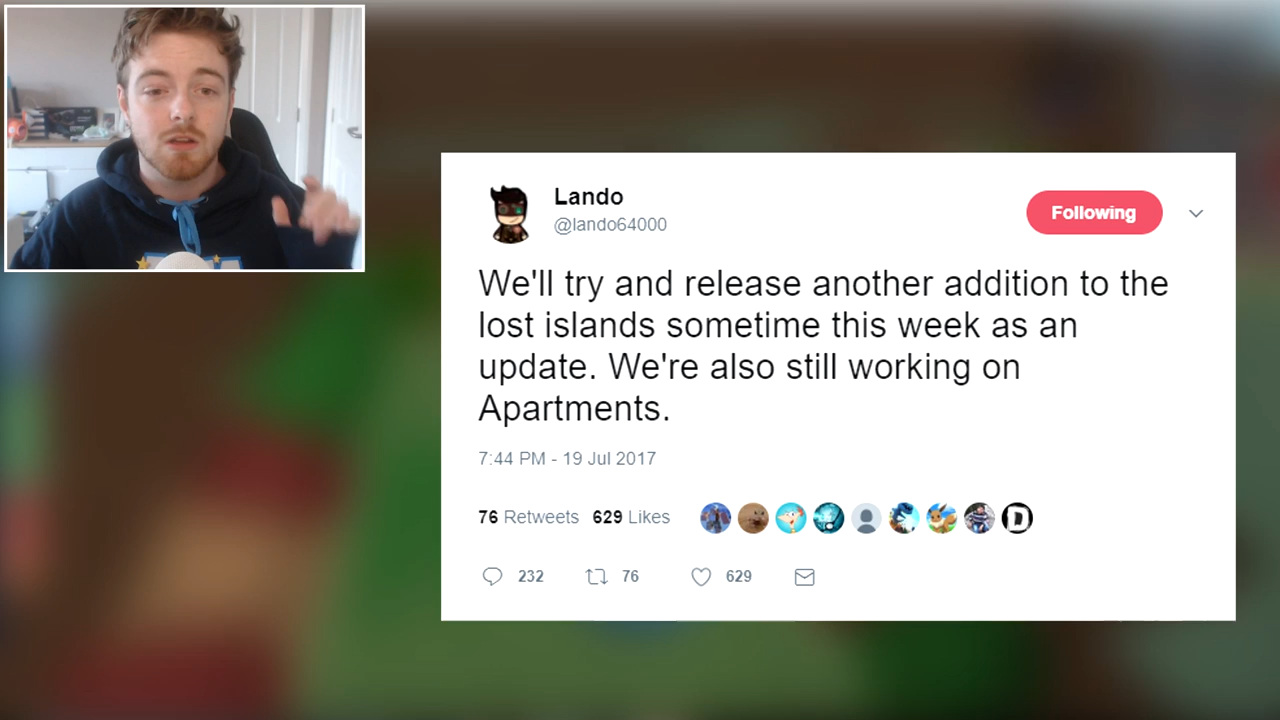 Lando
@lando64000
Following
We'll try and release another addition to the
lost islands sometime this week as an
update. We're also still working on
Apartments.
7:44 PM - 19 Jul 2017
76 Retweets 629 Likes
D
232 76 629